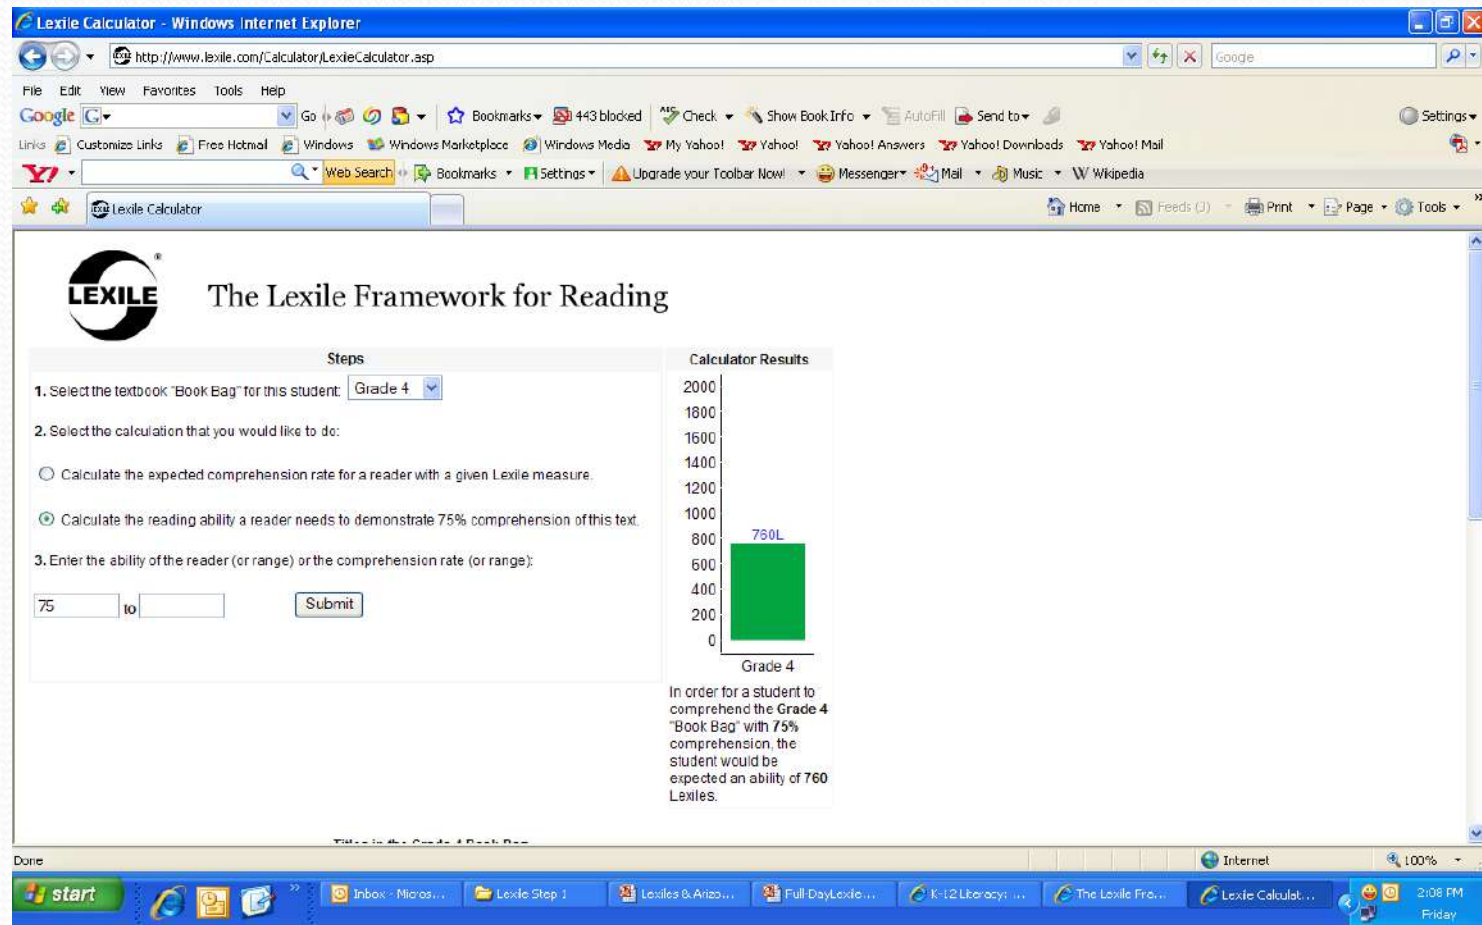 Lexile Calculator - Windows Internet Explorer
http://www.lexile.com/Calculator/LexileCalculator.asp
Google
File Edit View Favorites Tools Help
Google G Go Bookmarks 443 blocked ABC Check Show Book Info AutoFill Send to Settings
Links Customize Links Free Hotmail Windows Windows Marketplace Windows Media My Yahoo! Yahoo! Yahoo! Answers Yahoo! Downloads Yahoo! Mail
Y! Web Search Bookmarks Settings Upgrade your Toolbar Now! Messenger Mail Music W Wikipedia
Lexile Calculator Home Feeds Print Page Tools »
LEXILE ®
The Lexile Framework for Reading
Steps
1. Select the textbook "Book Bag" for this student: Grade 4
2. Select the calculation that you would like to do:
Calculate the expected comprehension rate for a reader with a given Lexile measure.
Calculate the reading ability a reader needs to demonstrate 75% comprehension of this text.
3. Enter the ability of the reader (or range) or the comprehension rate (or range):
75 to Submit
Calculator Results
2000
1800
1600
1400
1200
1000
800
600
400
200
0
760L
Grade 4
In order for a student to
comprehend the Grade 4
"Book Bag" with 75%
comprehension, the
student would be
expected an ability of 760
Lexiles.
Titles in the Grade 4 Book Bag
Done Internet 100%
start » Inbox - Micros... Lexile Step 1 Lexiles & Arizo... Full-DayLexile... K-12 Literacy: ... The Lexile Fra... Lexile Calculat... 2:08 PM
Friday